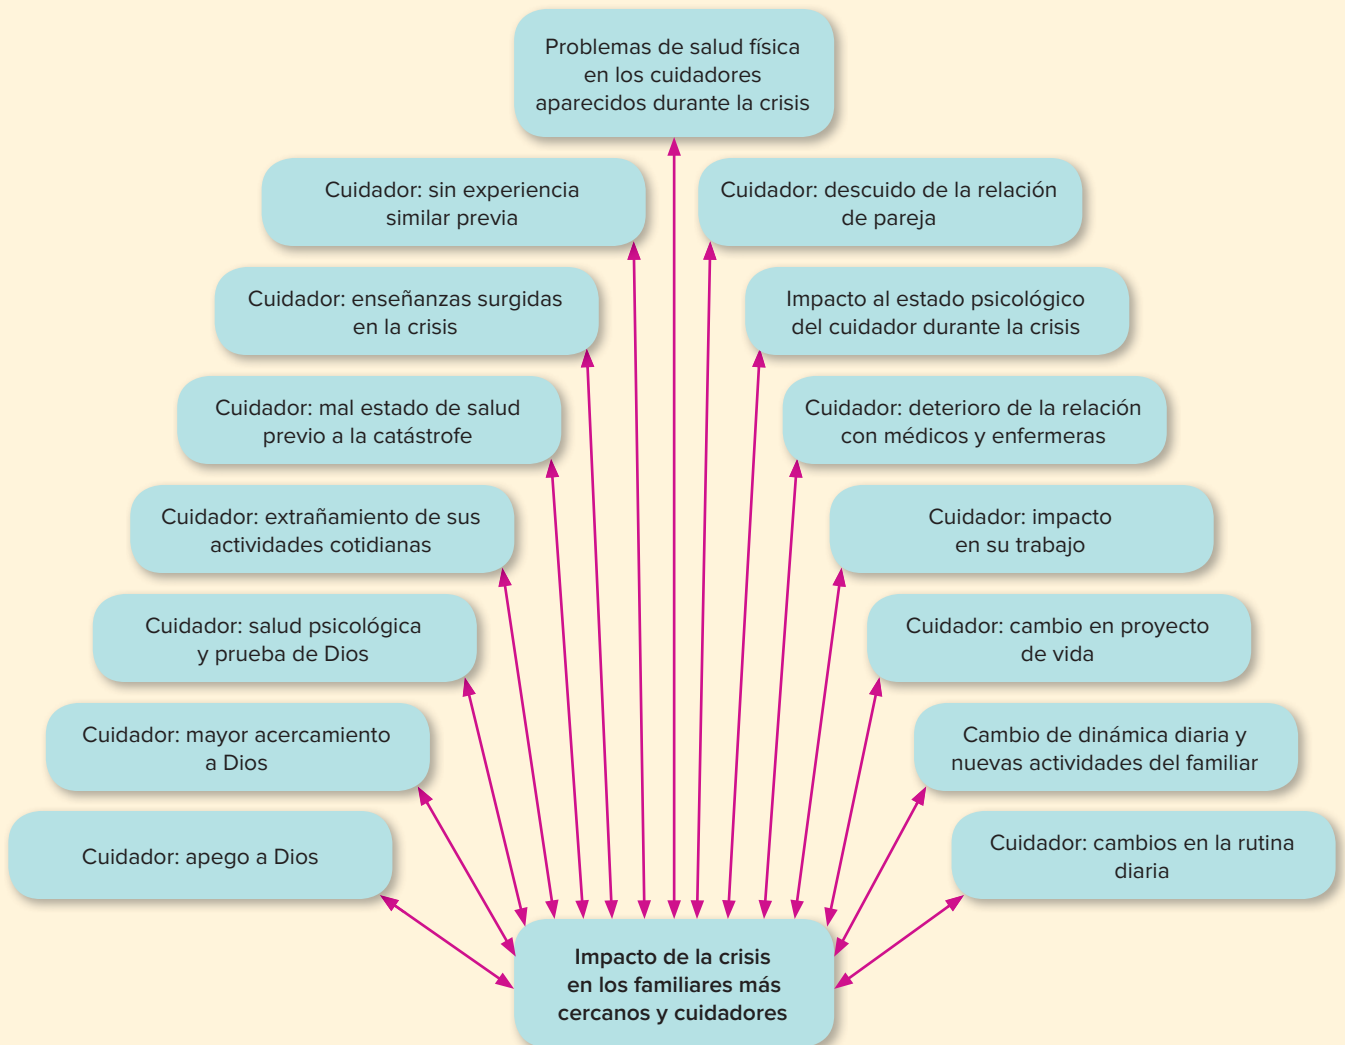 Problemas de salud física
en los cuidadores
aparecidos durante la crisis
Cuidador: sin experiencia
similar previa
Cuidador: descuido de la relación
de pareja
Cuidador: enseñanzas surgidas
en la crisis
Impacto al estado psicológico
del cuidador durante la crisis
Cuidador: mal estado de salud
previo a la catástrofe
Cuidador: deterioro de la relación
con médicos y enfermeras
Cuidador: extrañamiento de sus
actividades cotidianas
Cuidador: impacto
en su trabajo
Cuidador: salud psicológica
y prueba de Dios
Cuidador: cambio en proyecto
de vida
Cuidador: mayor acercamiento
a Dios
Cambio de dinámica diaria y
nuevas actividades del familiar
Cuidador: apego a Dios
Cuidador: cambios en la rutina
diaria
Impacto de la crisis
en los familiares más
cercanos y cuidadores